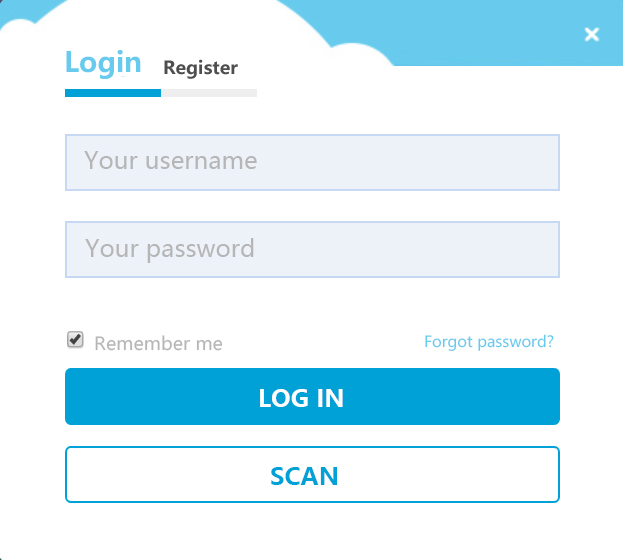 Login Register
Your username
Your password
Remember me Forgot password?
LOG IN
SCAN